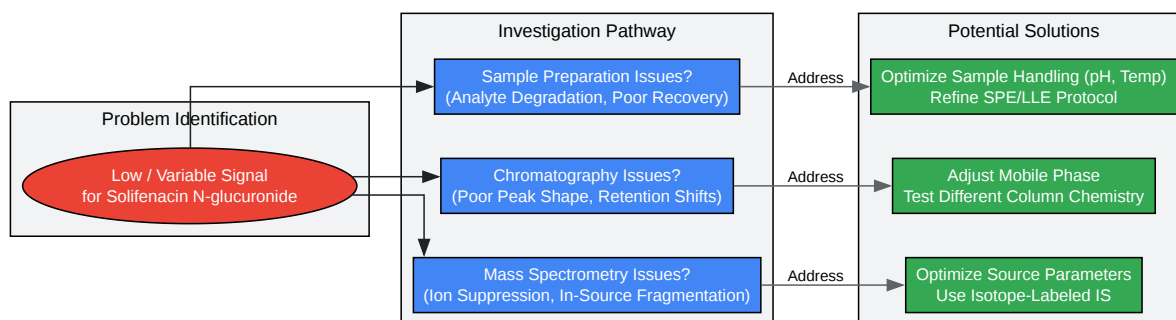 Problem Identification
Low / Variable Signal
for Solifenacin N-glucuronide
Investigation Pathway
Sample Preparation Issues?
(Analyte Degradation, Poor Recovery)
Chromatography Issues?
(Poor Peak Shape, Retention Shifts)
Mass Spectrometry Issues?
(Ion Suppression, In-Source Fragmentation)
Address
Address
Address
Potential Solutions
Optimize Sample Handling (pH, Temp)
Refine SPE/LLE Protocol
Adjust Mobile Phase
Test Different Column Chemistry
Optimize Source Parameters
Use Isotope-Labeled IS